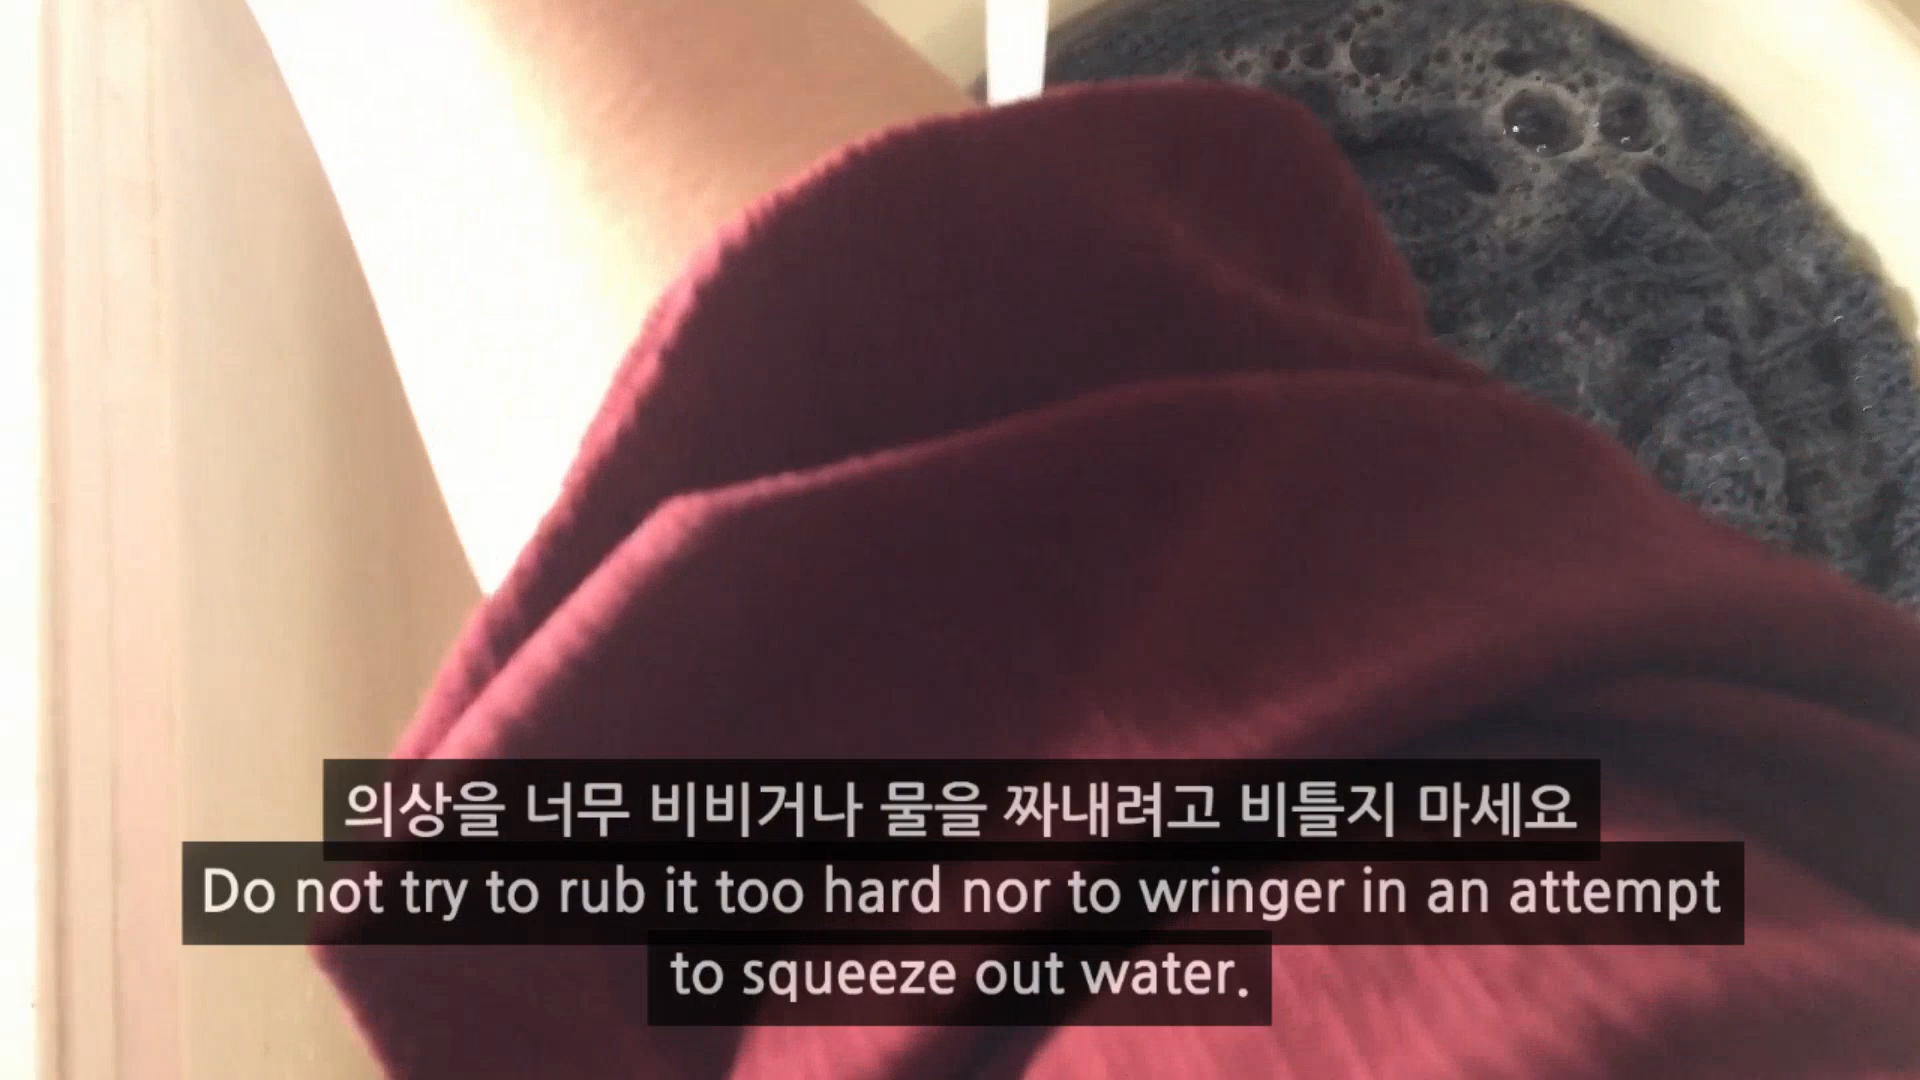 의상을 너무 비비거나 물을 짜내려고 비틀지 마세요
Do not try to rub it too hard nor to wringer in an attempt
to squeeze out water.